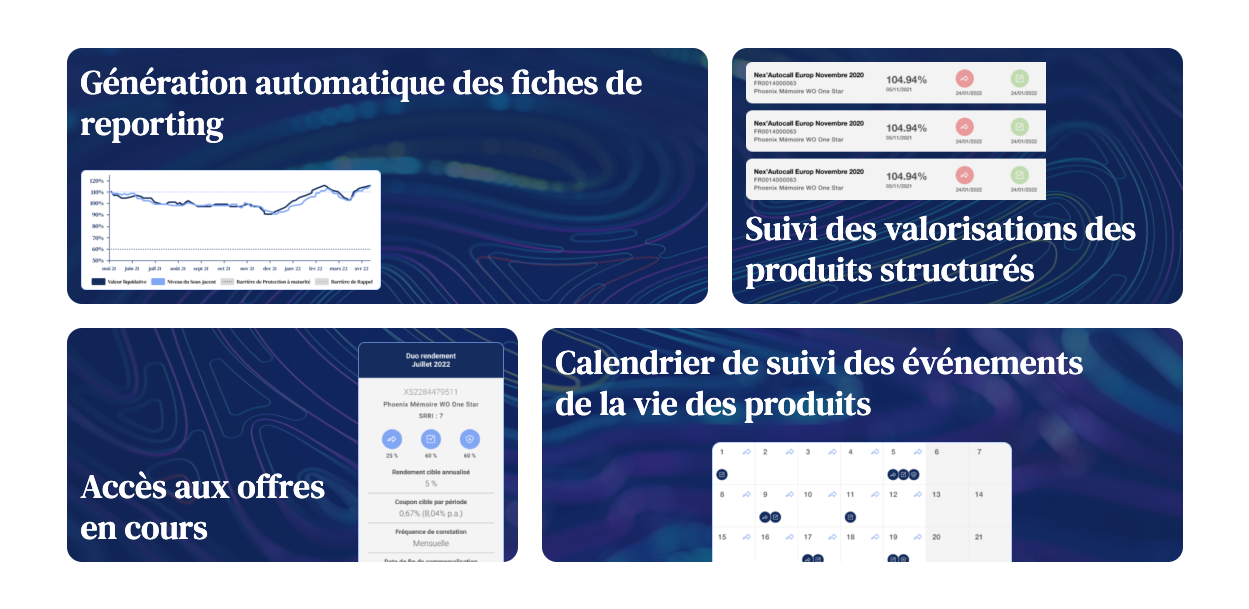 Génération automatique des fiches de
reporting
120%
110%
100%
90%
80%
70%
60%
50%
mai 21 juin 21 juil 21 août 21 sept 21 oct 21 nov 21 dec 21 janv 22 fév 22 mars 22 avr 22
Valeur liquidative Niveau du Sous-jacent Barrière de Protection à maturité Barrière de Rappel
Nex'Autocall Europ Novembre 2020
FR0014000063
Phoenix Mémoire WO One Star
104.94%
05/11/2021
24/01/2022 24/01/2022
Nex'Autocall Europ Novembre 2020
FR0014000063
Phoenix Mémoire WO One Star
104.94%
05/11/2021
24/01/2022 24/01/2022
Nex'Autocall Europ Novembre 2020
FR0014000063
Phoenix Mémoire WO One Star
104.94%
05/11/2021
24/01/2022 24/01/2022
Suivi des valorisations des
produits structurés
Accès aux offres
en cours
Duo rendement
Juillet 2022
XS2284479511
Phoenix Mémoire WO One Star
SRRI : 7
25 % 60 % 60 %
Rendement cible annualisé
5 %
Coupon cible par période
0,67% (8,04% p.a.)
Fréquence de constation
Mensuelle
Date de fin de commercialisation
Calendrier de suivi des événements
de la vie des produits
1 2 3 4 5 6 7
8 9 10 11 12 13 14
15 16 17 18 19 20 21